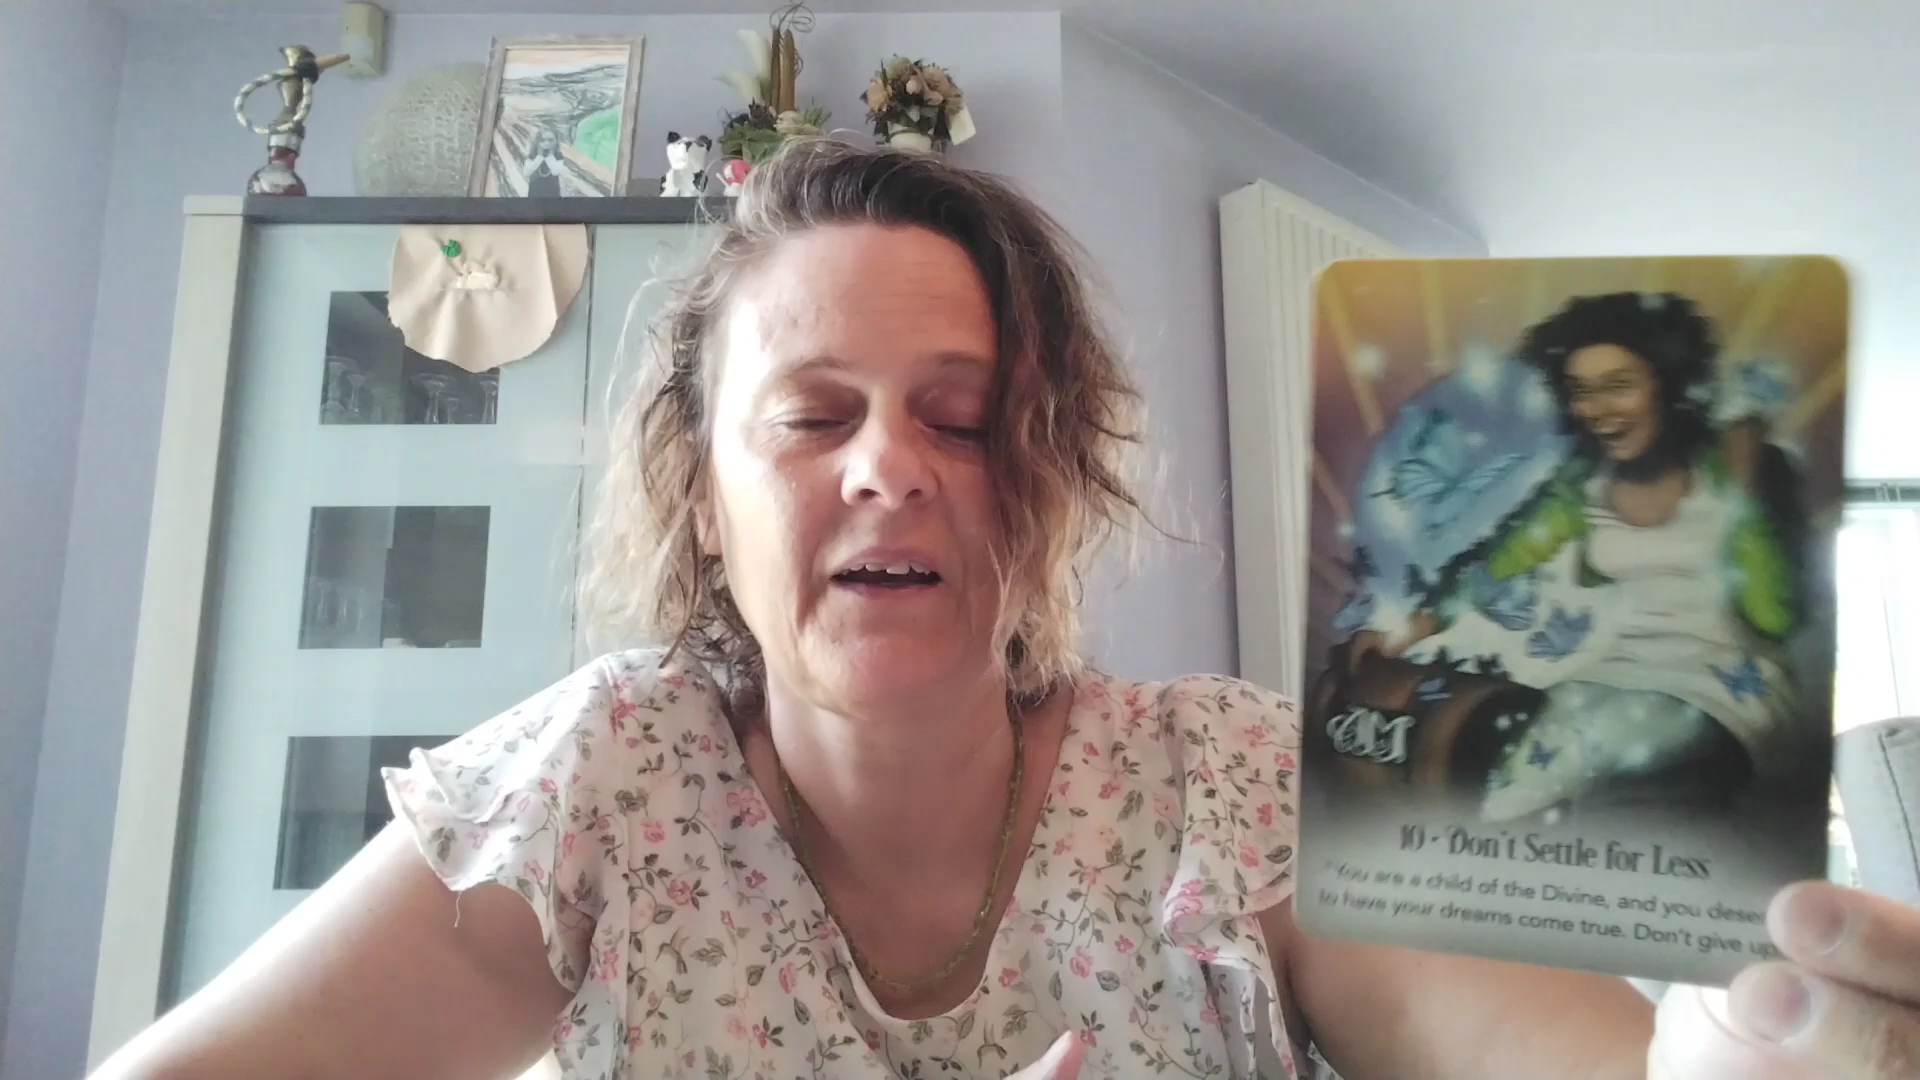 10 - Don't Settle for Less
You are a child of the Divine, and you
to have your dreams come true. Don't give up